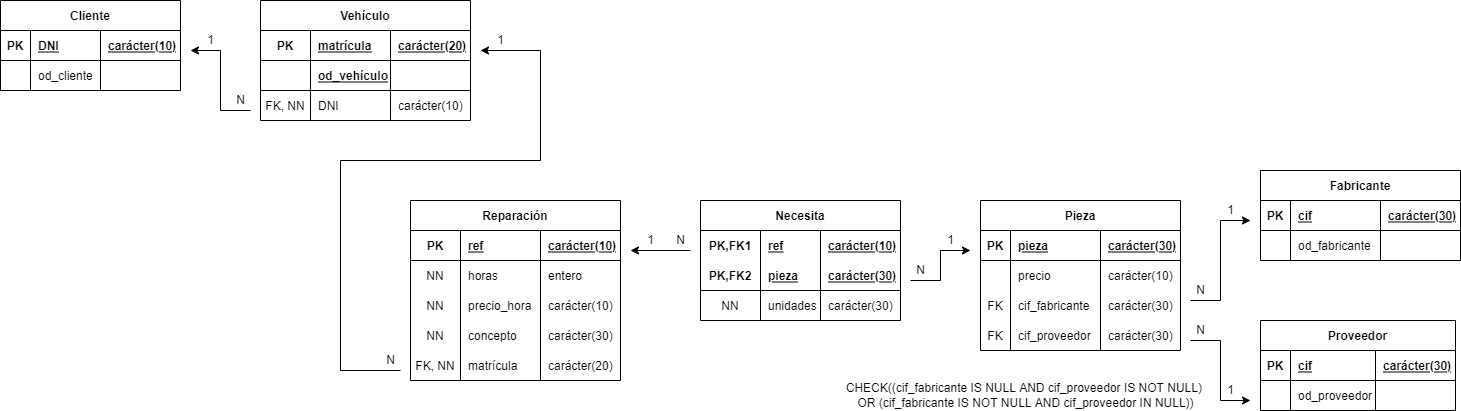 Cliente
PK DNI carácter(10)
od_cliente
1
N
Vehículo
PK matrícula carácter(20)
od_vehículo
FK, NN DNI carácter(10)
1
N
Reparación
PK ref carácter(10)
NN horas entero
NN precio_hora carácter(10)
NN concepto carácter(30)
FK, NN matrícula carácter(20)
1 N
Necesita
PK,FK1 ref carácter(10)
PK,FK2 pieza carácter(30)
NN unidades carácter(30)
N 1
Pieza
PK pieza carácter(30)
precio carácter(10)
FK cif_fabricante carácter(30)
FK cif_proveedor carácter(30)
N 1
Fabricante
PK cif carácter(30)
od_fabricante
N 1
Proveedor
PK cif carácter(30)
od_proveedor
CHECK((cif_fabricante IS NULL AND cif_proveedor IS NOT NULL)
OR (cif_fabricante IS NOT NULL AND cif_proveedor IN NULL))